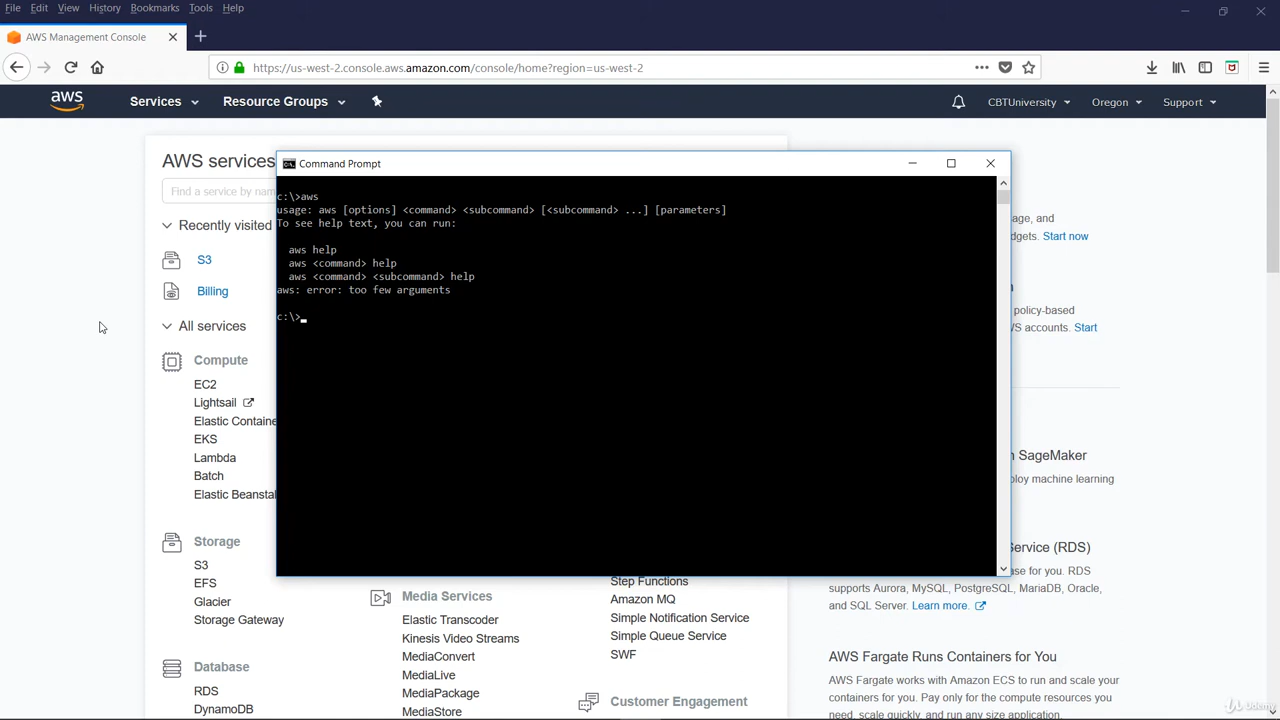 File Edit View History Bookmarks Tools Help
AWS Management Console
https://us-west-2.console.aws.amazon.com/console/home?region=us-west-2
aws Services Resource Groups CBTUniversity Oregon Support
AWS services
Find a service by nam
Recently visited
S3
Billing
All services
Compute
EC2
Lightsail
Elastic Containe
EKS
Lambda
Batch
Elastic Beanstal
Storage
S3
EFS
Glacier
Storage Gateway
Database
RDS
DynamoDB
Command Prompt
c:\>aws
usage: aws [options] <command> <subcommand> [<subcommand> ...] [parameters]
To see help text, you can run:
aws help
aws <command> help
aws <command> <subcommand> help
aws: error: too few arguments
c:\>
Media Services
Elastic Transcoder
Kinesis Video Streams
MediaConvert
MediaLive
MediaPackage
MediaStore
Step Functions
Amazon MQ
Simple Notification Service
Simple Queue Service
SWF
Customer Engagement
age, and
dgets. Start now
policy-based
WS accounts. Start
n SageMaker
ploy machine learning
Service (RDS)
ase for you. RDS
supports Aurora, MySQL, PostgreSQL, MariaDB, Oracle,
and SQL Server. Learn more.
AWS Fargate Runs Containers for You
AWS Fargate works with Amazon ECS to run and scale your
containers for you. Pay only for the compute resources you
need, scale quickly, and run any size application.
Udemy